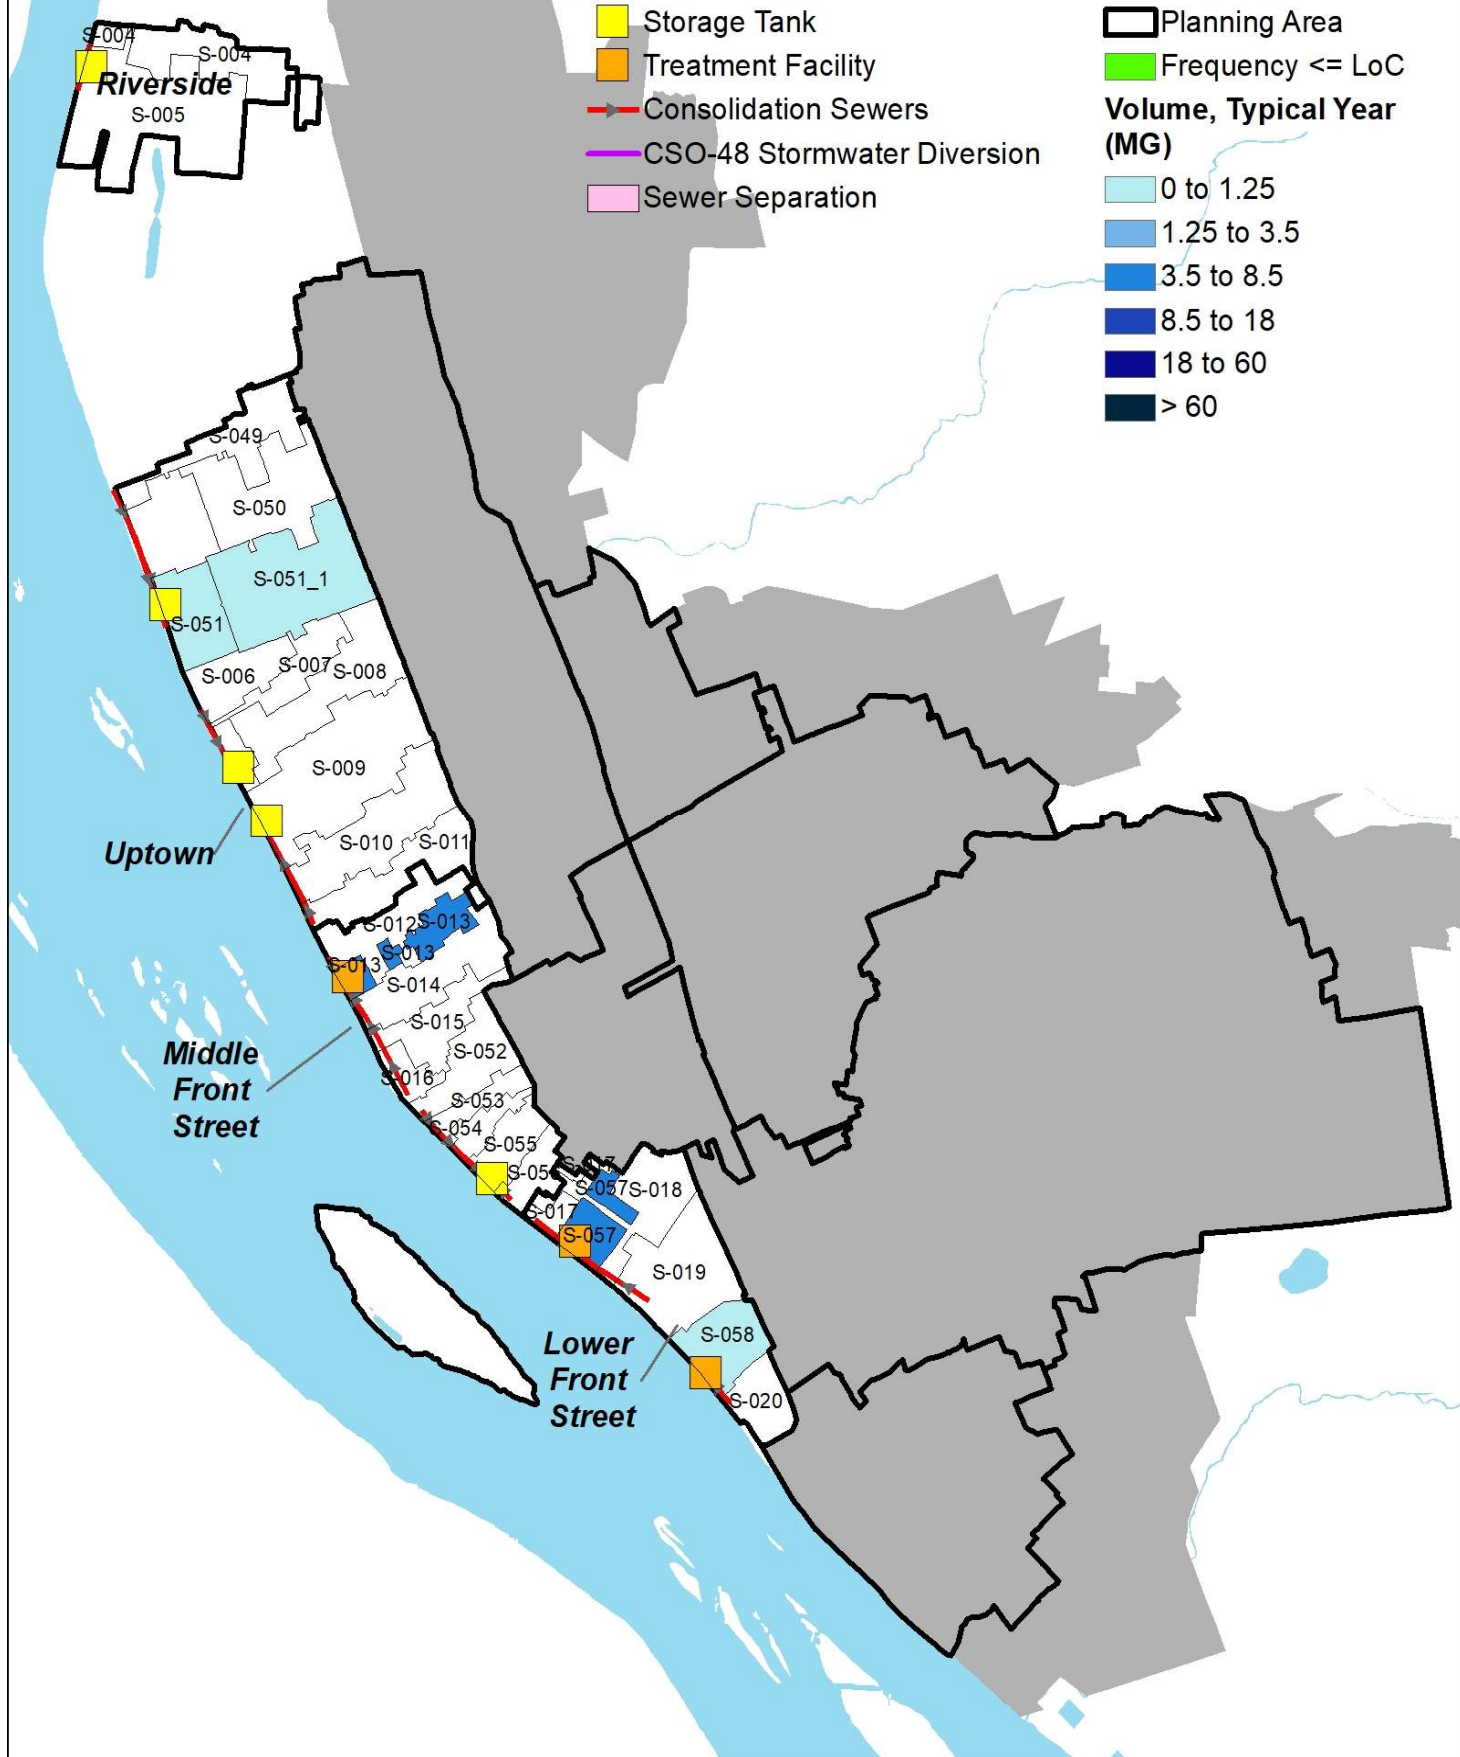 Storage Tank
Treatment Facility
Consolidation Sewers
CSO-48 Stormwater Diversion
Sewer Separation
Planning Area
Frequency <= LoC
Volume, Typical Year
(MG)
0 to 1.25
1.25 to 3.5
3.5 to 8.5
8.5 to 18
18 to 60
> 60
S-004
S-004
Riverside
S-005
S-049
S-050
S-051_1
S-051
S-006
S-007
S-008
S-009
S-010
S-011
Uptown
S-012
S-013
S-013
S-013
S-014
S-015
S-052
S-016
S-053
S-054
S-055
Middle
Front
Street
S-017
S-057
S-018
S-017
S-057
S-019
S-058
S-020
Lower
Front
Street